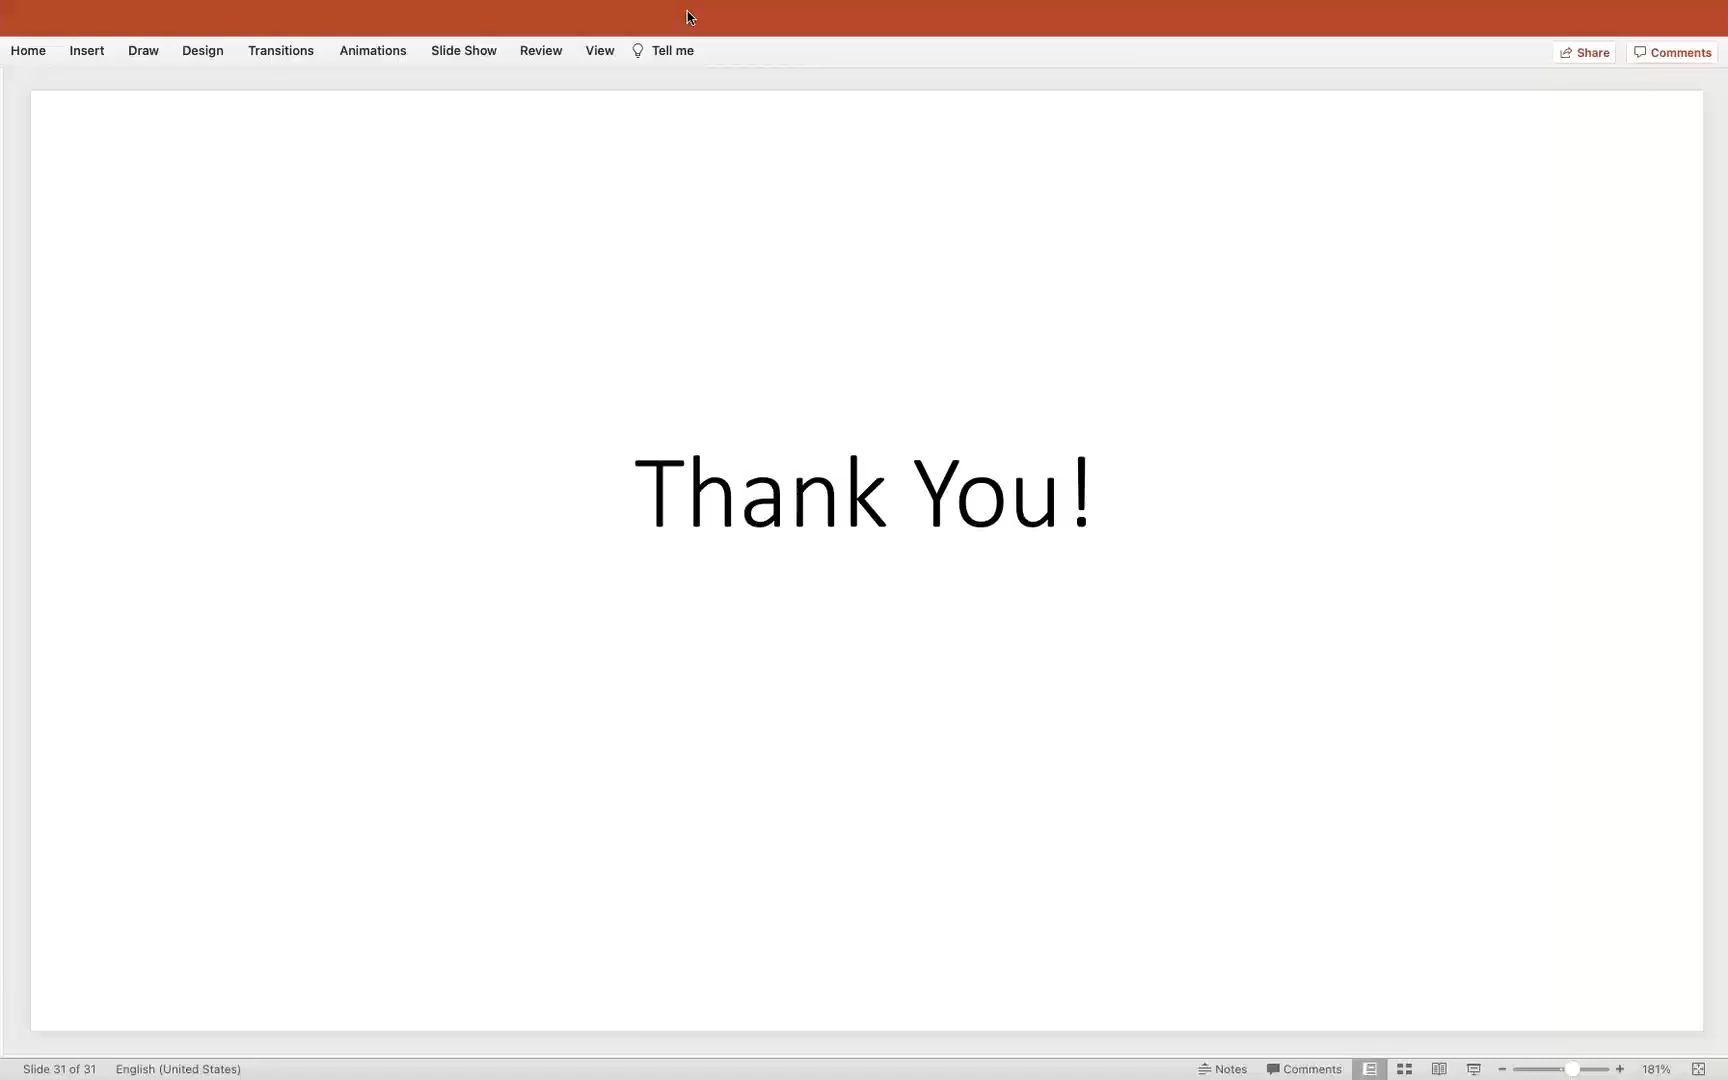 Home Insert Draw Design Transitions Animations Slide Show Review View Tell me Share Comments
Thank You!
Slide 31 of 31 English (United States) Notes Comments 181%